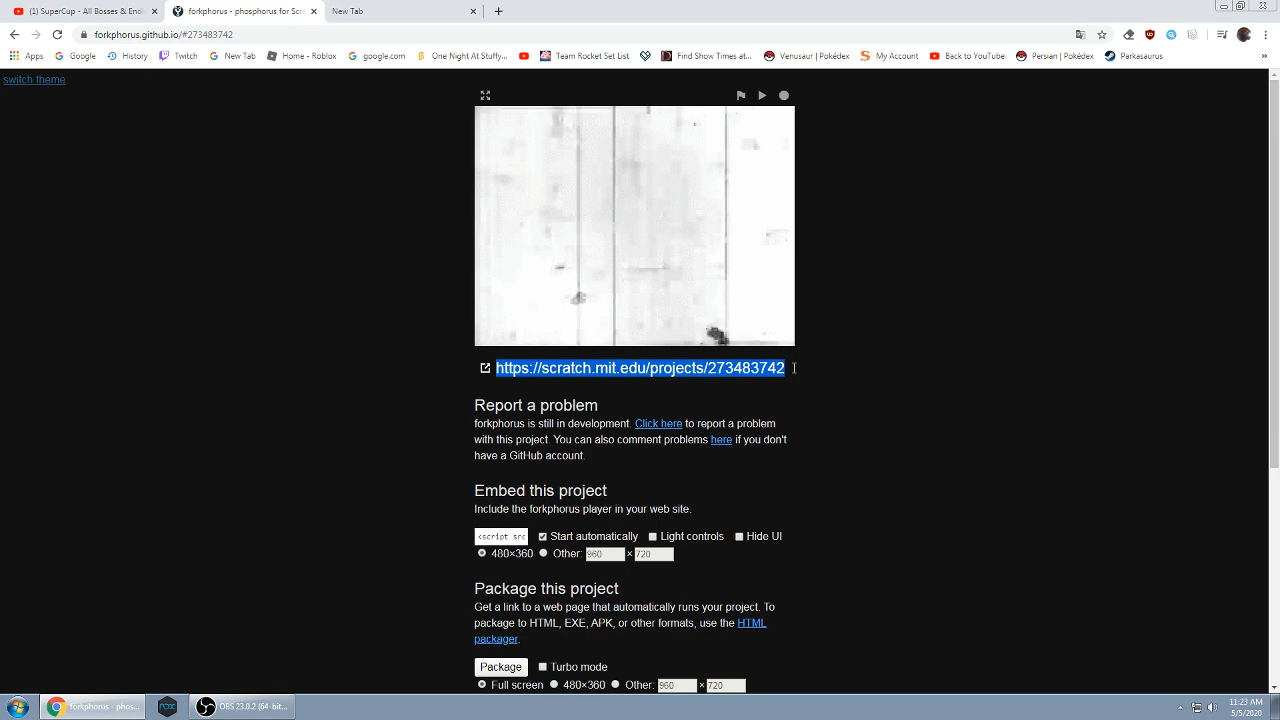 (1) SuperCup - All Bosses & Endi
forkphorus - phosphorus for Scr
New Tab
forkphorus.github.io/#273483742
Apps
Google
History
Twitch
New Tab
Home - Roblox
google.com
One Night At Stuffy...
Team Rocket Set List
Find Show Times at...
Venusaur | Pokédex
My Account
Back to YouTube
Persian | Pokédex
Parkasaurus
switch theme
https://scratch.mit.edu/projects/273483742
Report a problem
forkphorus is still in development. Click here to report a problem
with this project. You can also comment problems here if you don't
have a GitHub account.
Embed this project
Include the forkphorus player in your web site.
<script src Start automatically Light controls Hide UI
480×360 Other: 960 × 720
Package this project
Get a link to a web page that automatically runs your project. To
package to HTML, EXE, APK, or other formats, use the HTML
packager.
Package Turbo mode
Full screen 480×360 Other: 960 × 720
forkphorus - phos...
nox
OBS 23.0.2 (64-bit...
11:23 AM
5/5/2020